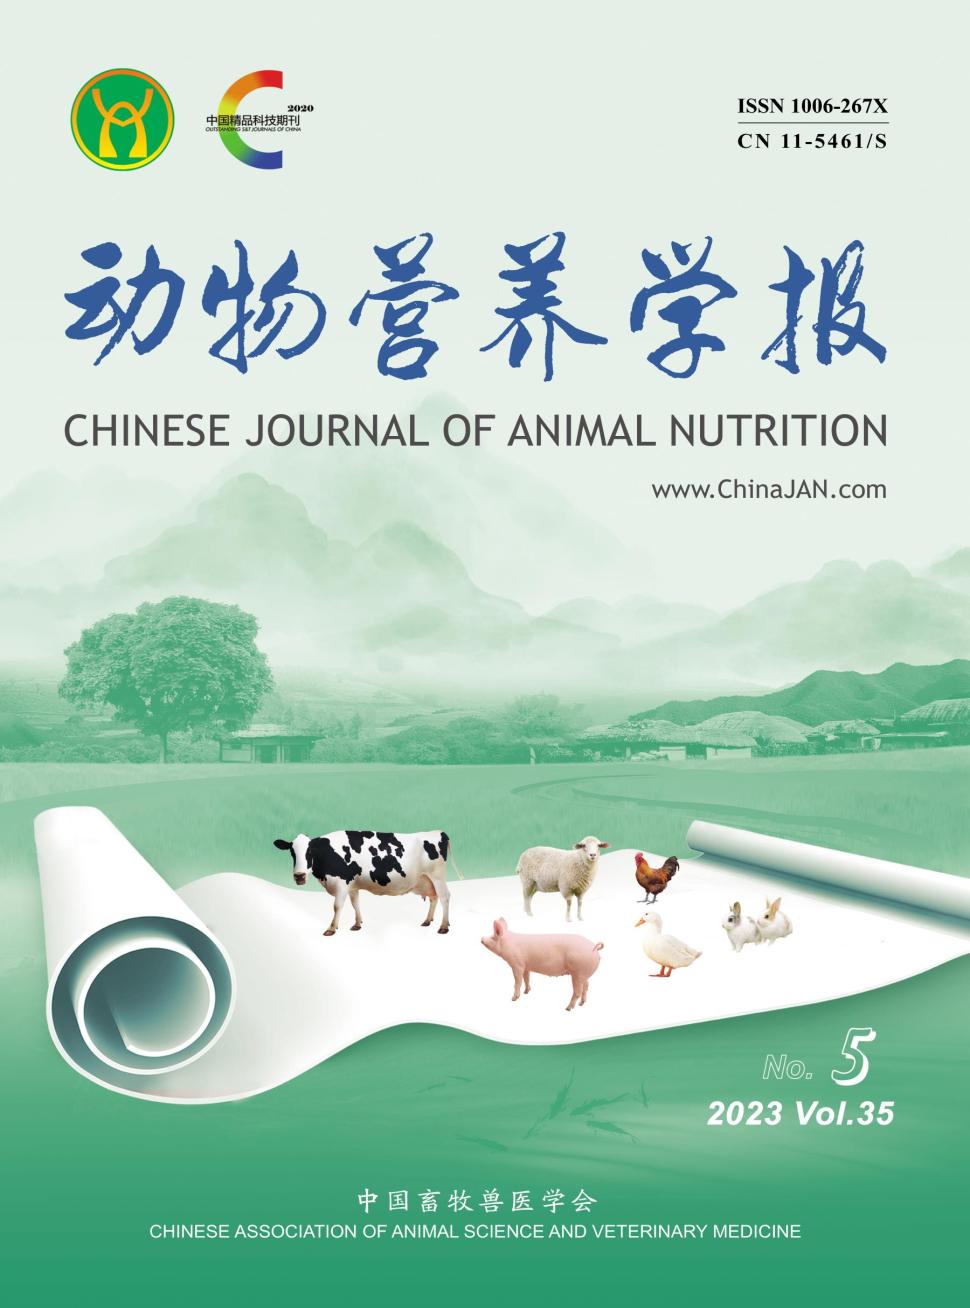 2020
中国精品科技期刊
OUTSTANDING S&T JOURNALS OF CHINA
ISSN 1006-267X
CN 11-5461/S
动物营养学报
CHINESE JOURNAL OF ANIMAL NUTRITION
www.ChinaJAN.com
No. 5
2023 Vol.35
中国畜牧兽医学会
CHINESE ASSOCIATION OF ANIMAL SCIENCE AND VETERINARY MEDICINE